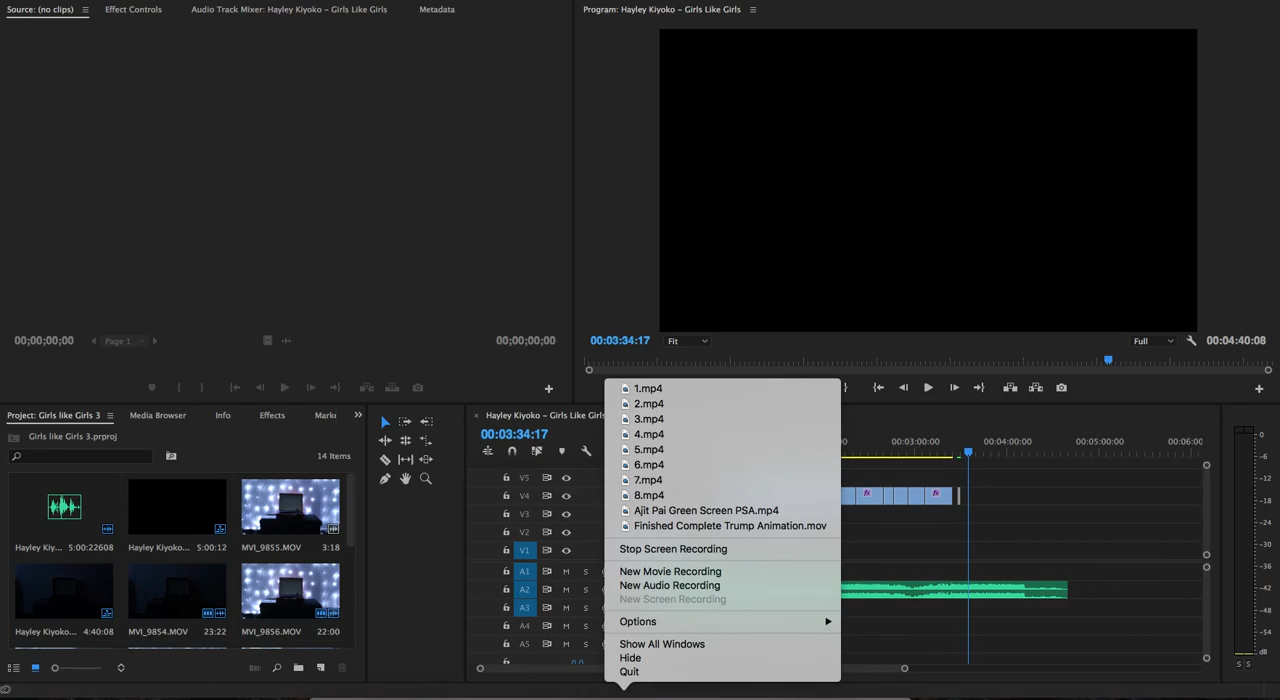 Source: (no clips)
Effect Controls
Audio Track Mixer: Hayley Kiyoko – Girls Like Girls
Metadata
Program: Hayley Kiyoko – Girls Like Girls
00;00;00;00
Page 1
00;00;00;00
00:03:34:17
Fit
Full
00:04:40:08
Project: Girls like Girls 3
Media Browser
Info
Effects
Marke
Girls like Girls 3.prproj
14 Items
Hayley Kiy...
5:00:22608
Hayley Kiyoko...
5:00:12
MVI_9855.MOV
3:18
Hayley Kiyoko...
4:40:08
MVI_9854.MOV
23:22
MVI_9856.MOV
22:00
Hayley Kiyoko – Girls Like Girls
00:03:34:17
00:03:00:00
00:04:00:00
00:05:00:00
00:06:0
V5
V4
V3
V2
V1
A1 M S
A2 M S
A3 M S
A4 M S
A5 M S
0.0
fx
fx
1.mp4
2.mp4
3.mp4
4.mp4
5.mp4
6.mp4
7.mp4
8.mp4
Ajit Pai Green Screen PSA.mp4
Finished Complete Trump Animation.mov
Stop Screen Recording
New Movie Recording
New Audio Recording
New Screen Recording
Options
Show All Windows
Hide
Quit
0
-6
-12
-18
-24
-30
-36
-42
-48
-54
dB
S S